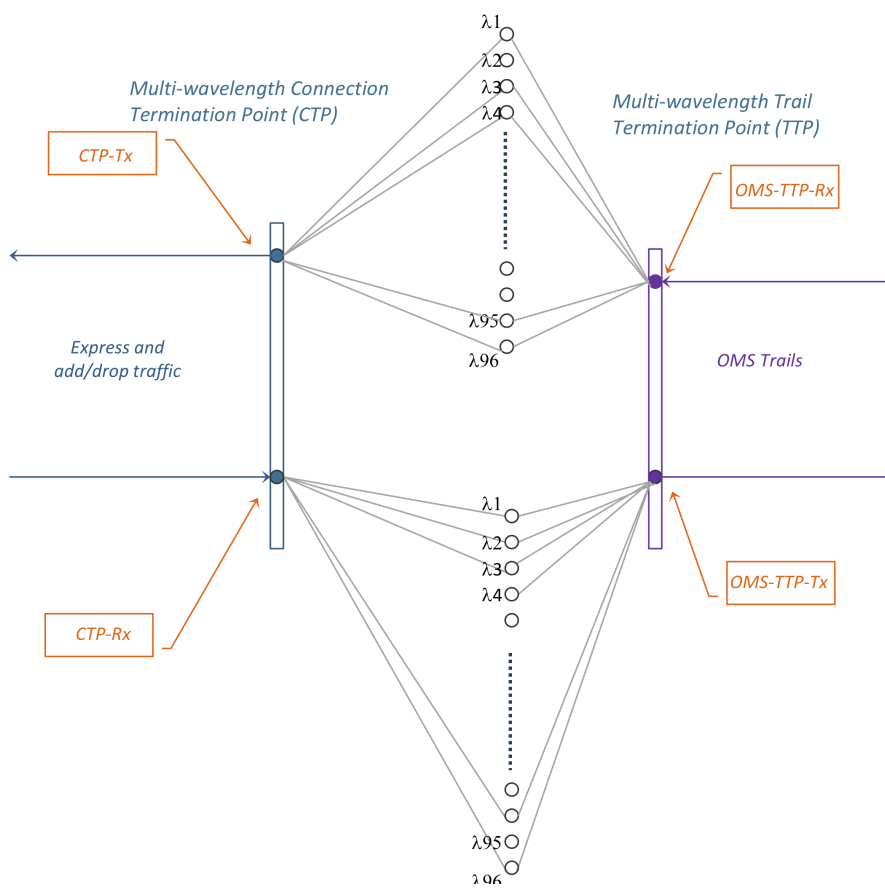 λ1
λ2
Multi-wavelength Connection
Termination Point (CTP)
λ3
λ4
Multi-wavelength Trail
Termination Point (TTP)
CTP-Tx
OMS-TTP-Rx
λ95
λ96
Express and
add/drop traffic
OMS Trails
λ1
λ2
λ3
λ4
OMS-TTP-Tx
CTP-Rx
λ95
λ96